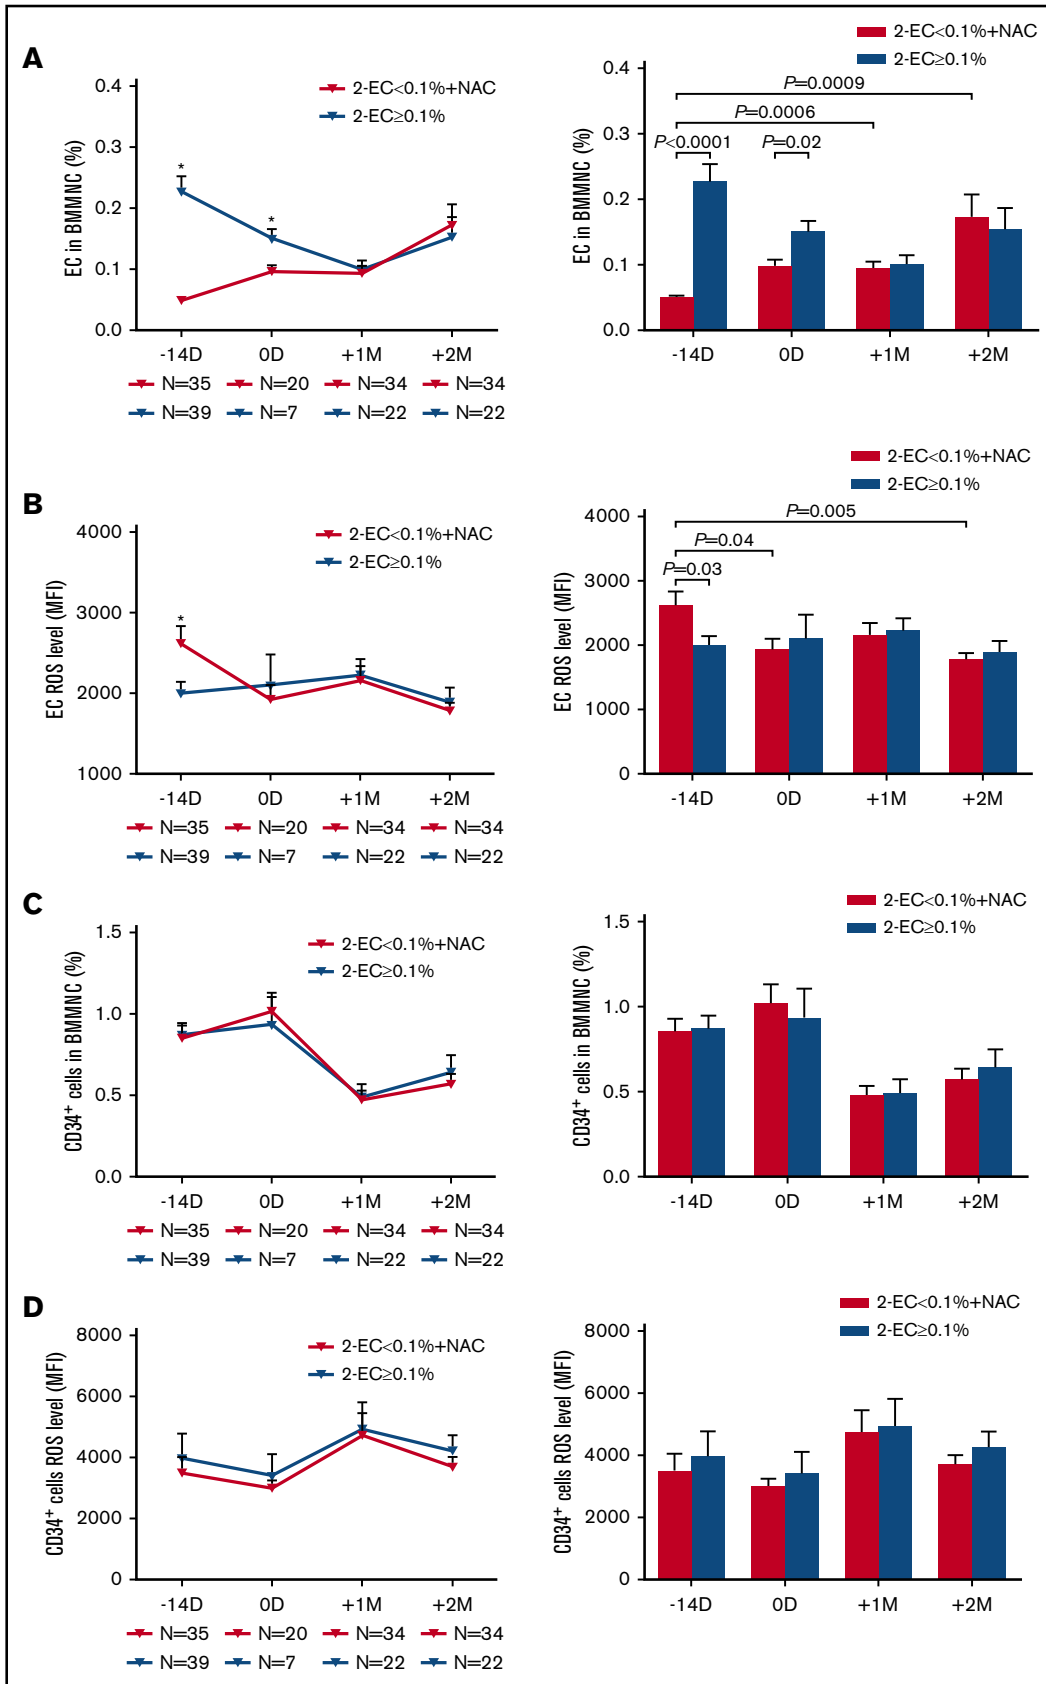 A
2-EC<0.1%+NAC
2-EC≥0.1%
EC in BMMNC (%)
0.4
0.3
0.2
0.1
0.0
*
*
-14D 0D +1M +2M
N=35 N=20 N=34 N=34
N=39 N=7 N=22 N=22
2-EC<0.1%+NAC
2-EC≥0.1%
EC in BMMNC (%)
0.4
0.3
0.2
0.1
0.0
P=0.0009
P=0.0006
P<0.0001 P=0.02
-14D 0D +1M +2M
B
2-EC<0.1%+NAC
2-EC≥0.1%
EC ROS level (MFI)
4000
3000
2000
1000
*
-14D 0D +1M +2M
N=35 N=20 N=34 N=34
N=39 N=7 N=22 N=22
2-EC<0.1%+NAC
2-EC≥0.1%
EC ROS level (MFI)
4000
3000
2000
1000
0
P=0.005
P=0.04
P=0.03
-14D 0D +1M +2M
C
2-EC<0.1%+NAC
2-EC≥0.1%
CD34⁺ cells in BMMNC (%)
1.5
1.0
0.5
0.0
-14D 0D +1M +2M
N=35 N=20 N=34 N=34
N=39 N=7 N=22 N=22
2-EC<0.1%+NAC
2-EC≥0.1%
CD34⁺ cells in BMMNC (%)
1.5
1.0
0.5
0.0
-14D 0D +1M +2M
D
2-EC<0.1%+NAC
2-EC≥0.1%
CD34⁺ cells ROS level (MFI)
8000
6000
4000
2000
0
-14D 0D +1M +2M
N=35 N=20 N=34 N=34
N=39 N=7 N=22 N=22
2-EC<0.1%+NAC
2-EC≥0.1%
CD34⁺ cells ROS level (MFI)
8000
6000
4000
2000
0
-14D 0D +1M +2M